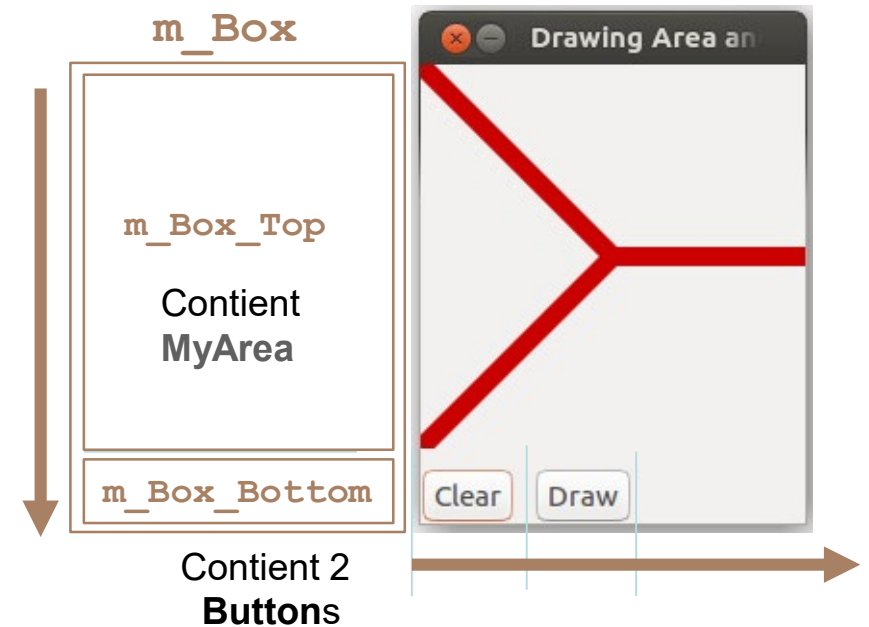 m_Box
Drawing Area an
m_Box_Top
Contient
MyArea
m_Box_Bottom
Clear
Draw
Contient 2
Buttons